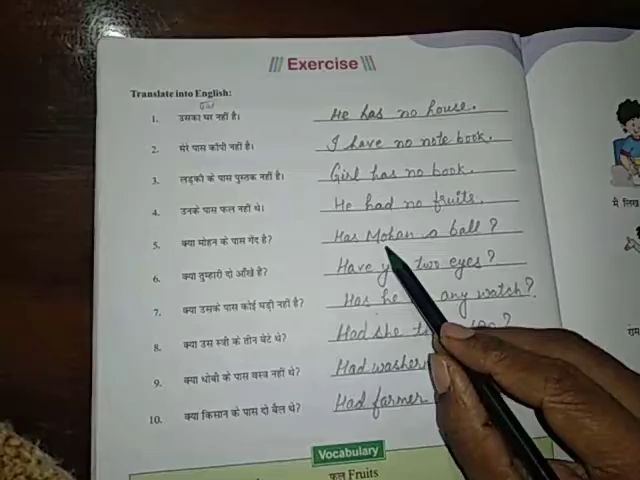 Exercise
Translate into English:
1. उसका घर नहीं है। He has no house.
2. मेरे पास कॉपी नहीं है। I have no note book.
3. लड़की के पास पुस्तक नहीं है। Girl has no book.
4. उनके पास फल नहीं थे। He had no fruits.
5. क्या मोहन के पास गेंद है? Has Mohan a ball?
6. क्या तुम्हारी दो आँखें है? Have two eyes?
7. क्या उसके पास कोई घड़ी नहीं है? Has he any watch?
8. क्या उस स्त्री के तीन बेटे थे? Had she
9. क्या धोबी के पास वस्त्र नहीं थे? Had
10. क्या किसान के पास दो बैल थे? Had farmer
Vocabulary
फल Fruits
मैं लिख
राम